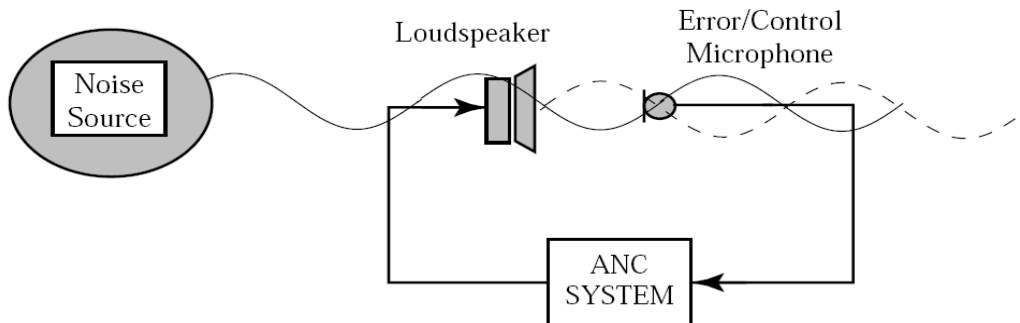 Noise
Source
Loudspeaker
Error/Control
Microphone
ANC
SYSTEM